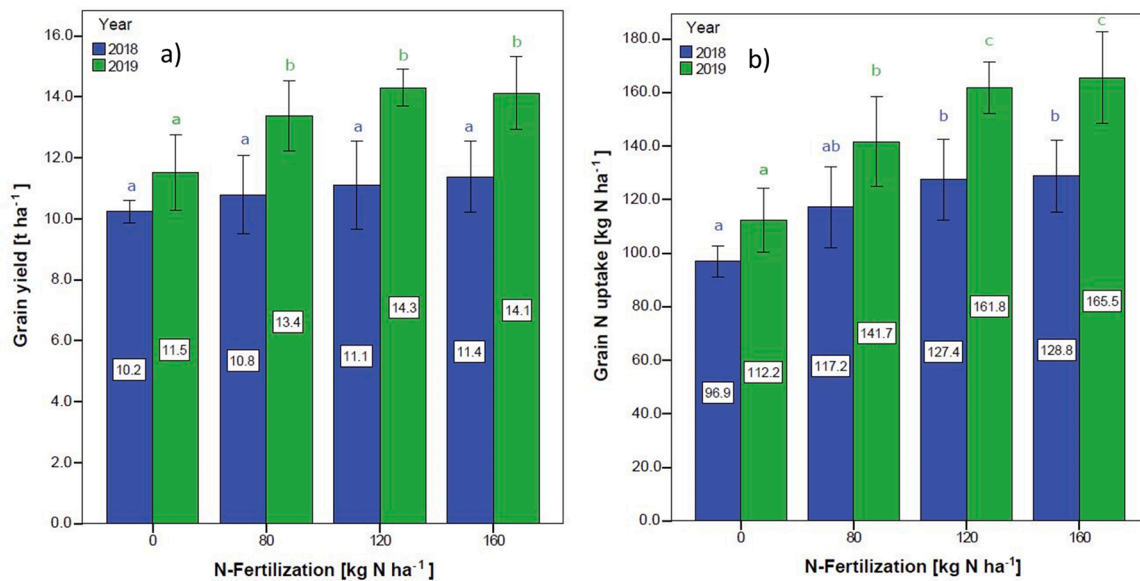 a)
Year
2018
2019
Grain yield [t ha⁻¹]
16.0
14.0
12.0
10.0
8.0
6.0
4.0
2.0
0.0
a a a b a b a b
10.2 11.5 10.8 13.4 11.1 14.3 11.4 14.1
0 80 120 160
N-Fertilization [kg N ha⁻¹]
b)
Year
2018
2019
Grain N uptake [kg N ha⁻¹]
180.0
160.0
140.0
120.0
100.0
80.0
60.0
40.0
20.0
0.0
a a ab b b c b c
96.9 112.2 117.2 141.7 127.4 161.8 128.8 165.5
0 80 120 160
N-Fertilization [kg N ha⁻¹]